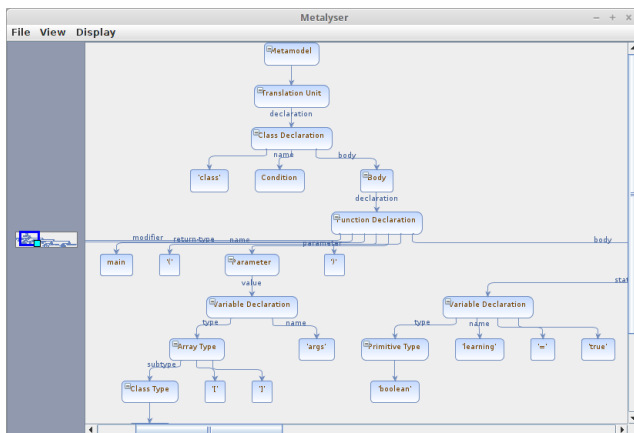 Metalyser
File View Display
Metamodel
Translation Unit
declaration
Class Declaration
name body
'class' Condition Body
declaration
Function Declaration
modifier return-type name parameter body
main '(' Parameter ')'
value stat
Variable Declaration Variable Declaration
type name type name
Array Type 'args' Primitive Type 'learning' '=' 'true'
subtype
Class Type '[' ']' 'boolean'